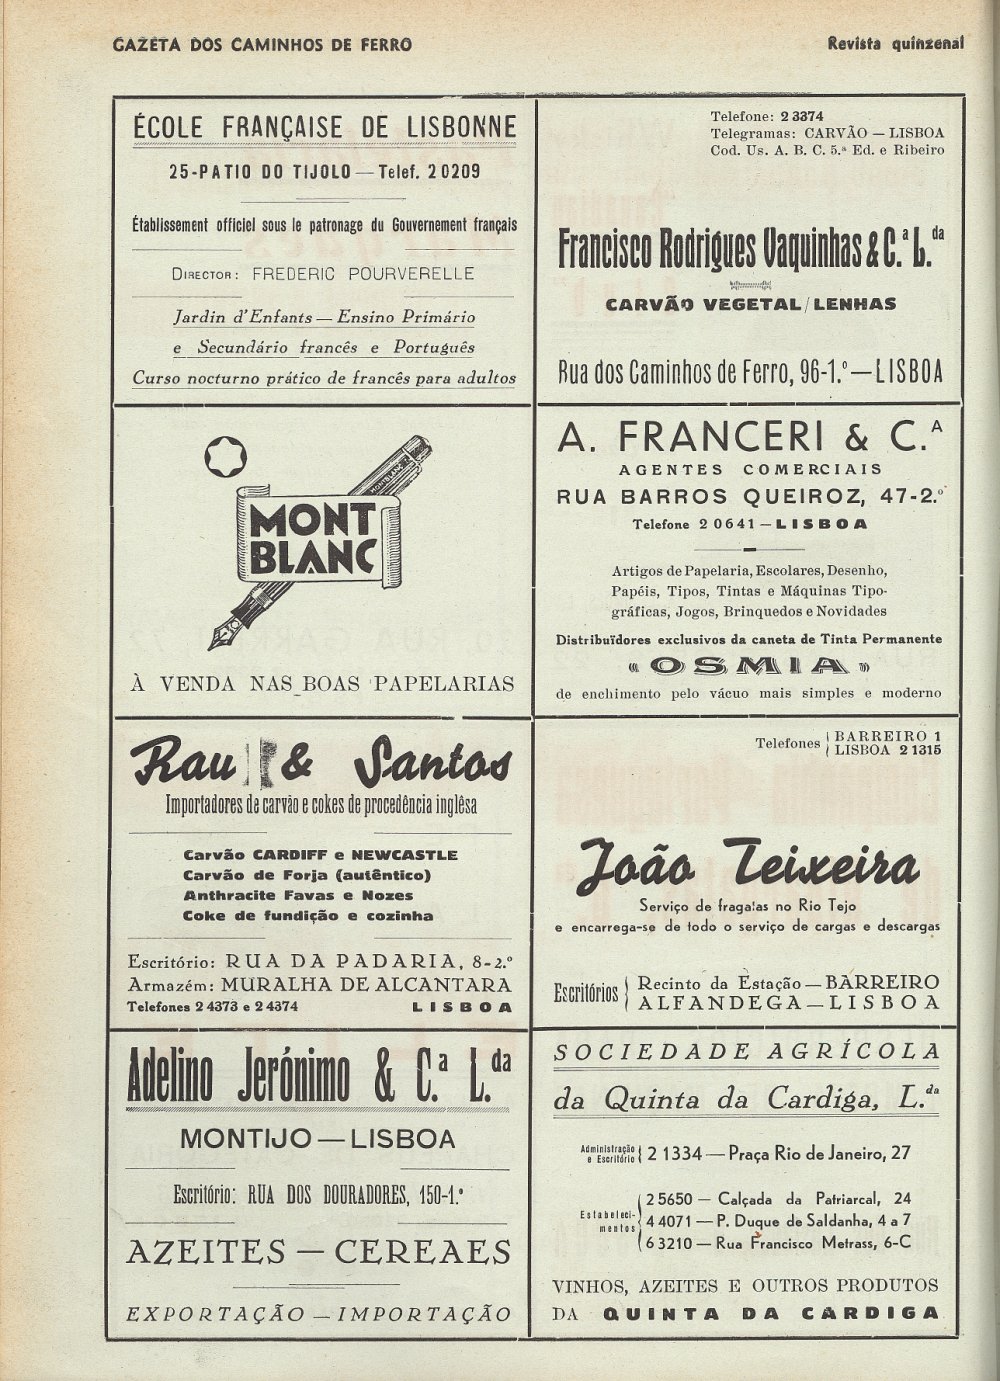 GAZETA DOS CAMINHOS DE FERRO
Revista quinzenal
ÉCOLE FRANÇAISE DE LISBONNE
25-PATIO DO TIJOLO — Telef. 2 0209
Établissement officiel sous le patronage du Gouvernement français
DIRECTOR: FREDERIC POURVERELLE
Jardin d'Enfants — Ensino Primário
e Secundário francês e Português
Curso nocturno prático de francês para adultos
Telefone: 2 3374
Telegramas: CARVÃO — LISBOA
Cod. Us. A. B. C. 5.ª Ed. e Ribeiro
Francisco Rodrigues Vaquinhas & C.ª L.da
CARVÃO VEGETAL / LENHAS
Rua dos Caminhos de Ferro, 96-1.º — LISBOA
MONTBLANC
MONT
BLANC
À VENDA NAS BOAS PAPELARIAS
A. FRANCERI & C.A
AGENTES COMERCIAIS
RUA BARROS QUEIROZ, 47-2.º
Telefone 2 0641 — LISBOA
Artigos de Papelaria, Escolares, Desenho,
Papéis, Tipos, Tintas e Máquinas Tipo-
gráficas, Jogos, Brinquedos e Novidades
Distribuïdores exclusivos da caneta de Tinta Permanente
«OSMIA»
de enchimento pelo vácuo mais simples e moderno
Rau & Santos
Importadores de carvão e cokes de procedência inglêsa
Carvão CARDIFF e NEWCASTLE
Carvão de Forja (autêntico)
Anthracite Favas e Nozes
Coke de fundição e cozinha
Escritório: RUA DA PADARIA, 8-2.º
Armazém: MURALHA DE ALCANTARA
Telefones 2 4373 e 2 4374 LISBOA
Telefones BARREIRO 1
LISBOA 2 1315
João Teixeira
Serviço de fragatas no Rio Tejo
e encarrega-se de todo o serviço de cargas e descargas
Escritórios Recinto da Estação — BARREIRO
ALFANDEGA — LISBOA
Adelino Jerónimo & C.a L.da
MONTIJO — LISBOA
Escritório: RUA DOS DOURADORES, 150-1.º
AZEITES — CEREAES
EXPORTAÇÃO — IMPORTAÇÃO
SOCIEDADE AGRÍCOLA
da Quinta da Cardiga, L.da
Administração
e Escritório 2 1334 — Praça Rio de Janeiro, 27
Estabeleci-
mentos
2 5650 — Calçada da Patriarcal, 24
4 4071 — P. Duque de Saldanha, 4 a 7
6 3210 — Rua Francisco Metrass, 6-C
VINHOS, AZEITES E OUTROS PRODUTOS
DA QUINTA DA CARDIGA